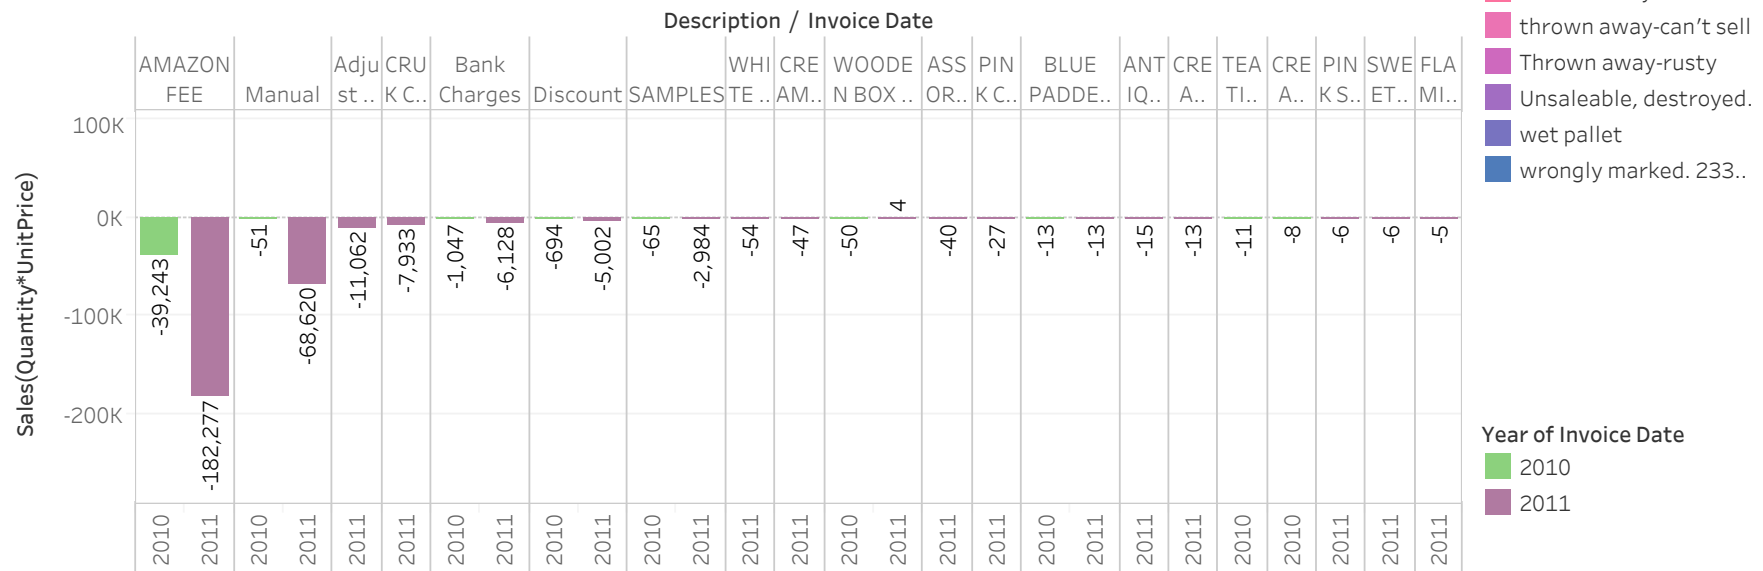 Description / Invoice Date
AMAZON FEE
Manual
Adju st ..
CRU K C..
Bank Charges
Discount
SAMPLES
WHI TE ..
CRE AM..
WOODE N BOX ..
ASS OR..
PIN K C..
BLUE PADDE..
ANT IQ..
CRE A..
TEA TI..
CRE A..
PIN K S..
SWE ET..
FLA MI..
Sales(Quantity*UnitPrice)
100K
0K
-100K
-200K
-39,243
-182,277
-51
-68,620
-11,062
-7,933
-1,047
-6,128
-694
-5,002
-65
-2,984
-54
-47
-50
4
-40
-27
-13
-13
-15
-13
-11
-8
-6
-6
-5
2010
2011
2010
2011
2011
2011
2010
2011
2010
2011
2010
2011
2011
2011
2010
2011
2011
2011
2010
2011
2011
2011
2010
2010
2011
2011
2011
thrown away-can't sell
Thrown away-rusty
Unsaleable, destroyed.
wet pallet
wrongly marked. 233..
Year of Invoice Date
2010
2011